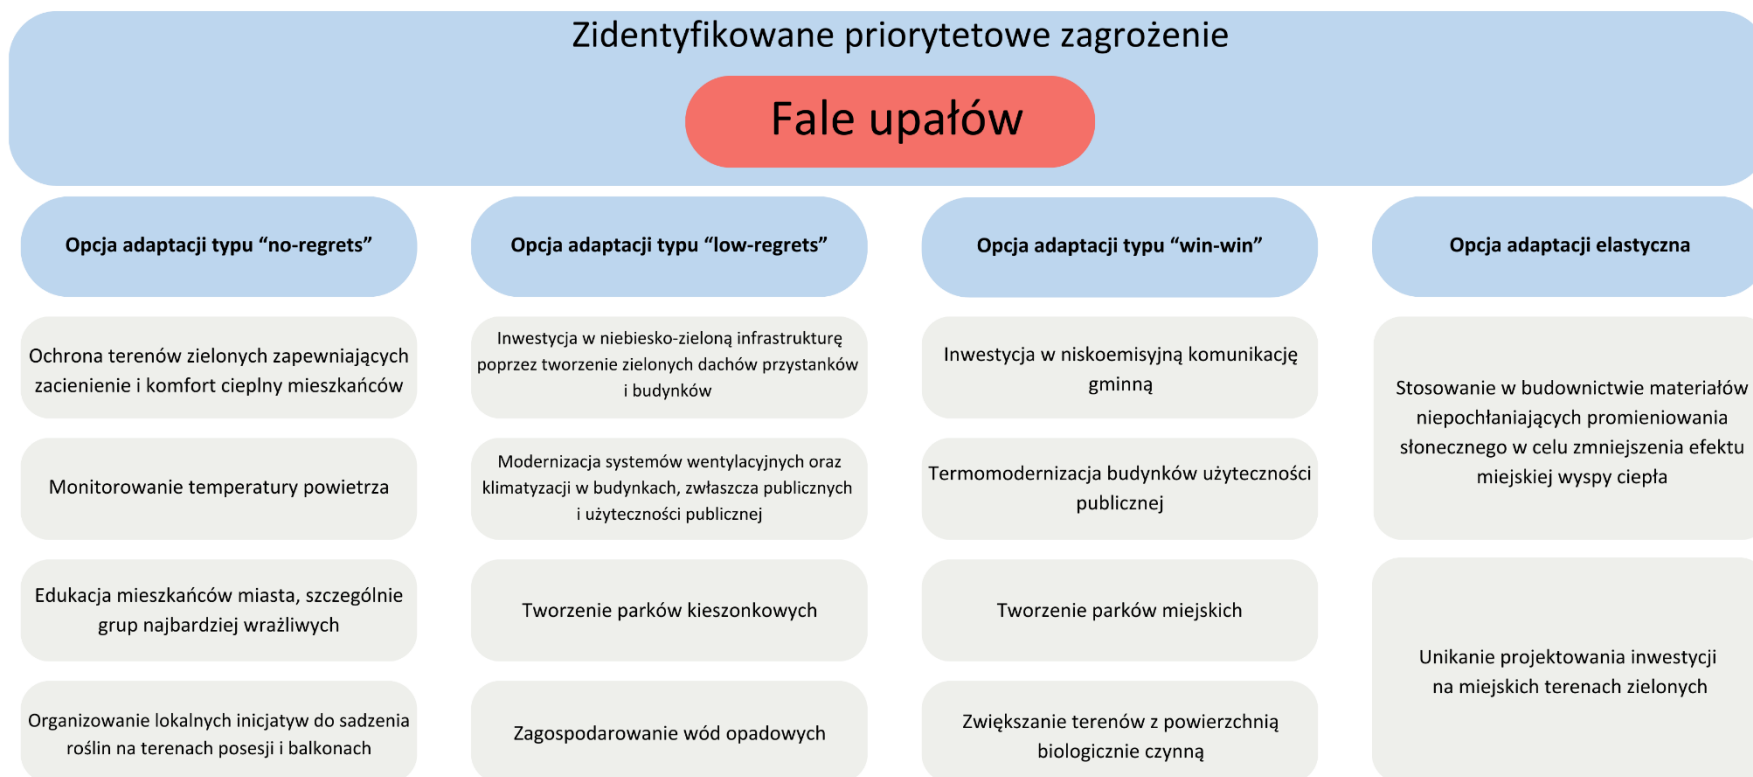 Zidentyfikowane priorytetowe zagrożenie
Fale upałów
Opcja adaptacji typu “no-regrets”
Ochrona terenów zielonych zapewniających
zacienienie i komfort cieplny mieszkańców
Monitorowanie temperatury powietrza
Edukacja mieszkańców miasta, szczególnie
grup najbardziej wrażliwych
Organizowanie lokalnych inicjatyw do sadzenia
roślin na terenach posesji i balkonach
Opcja adaptacji typu “low-regrets”
Inwestycja w niebiesko-zieloną infrastrukturę
poprzez tworzenie zielonych dachów przystanków
i budynków
Modernizacja systemów wentylacyjnych oraz
klimatyzacji w budynkach, zwłaszcza publicznych
i użyteczności publicznej
Tworzenie parków kieszonkowych
Zagospodarowanie wód opadowych
Opcja adaptacji typu “win-win”
Inwestycja w niskoemisyjną komunikację
gminną
Termomodernizacja budynków użyteczności
publicznej
Tworzenie parków miejskich
Zwiększanie terenów z powierzchnią
biologicznie czynną
Opcja adaptacji elastyczna
Stosowanie w budownictwie materiałów
niepochłaniających promieniowania
słonecznego w celu zmniejszenia efektu
miejskiej wyspy ciepła
Unikanie projektowania inwestycji
na miejskich terenach zielonych